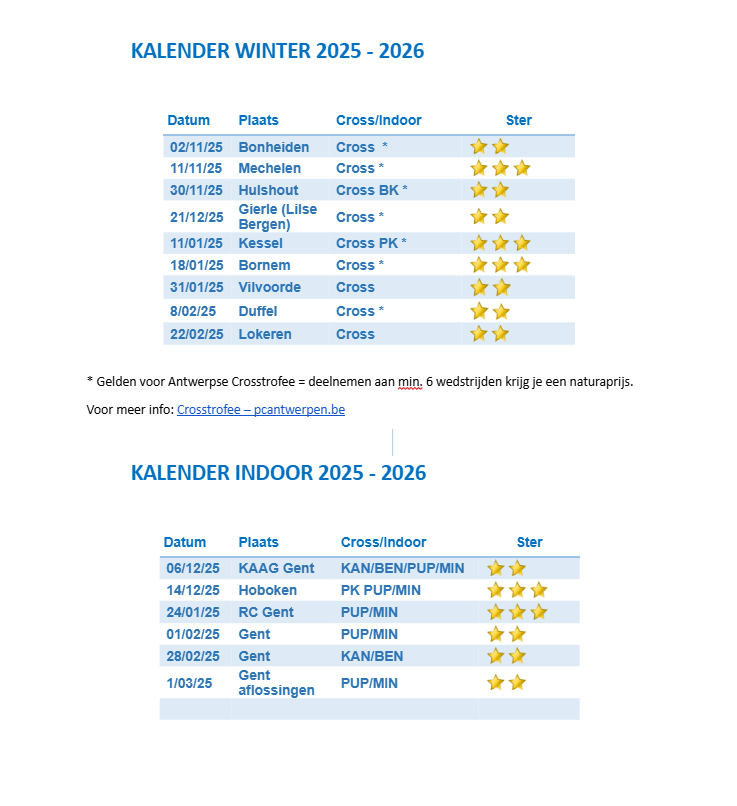 KALENDER WINTER 2025 - 2026
Datum Plaats Cross/Indoor Ster
02/11/25 Bonheiden Cross *
11/11/25 Mechelen Cross *
30/11/25 Hulshout Cross BK *
21/12/25 Gierle (Lilse Bergen) Cross *
11/01/25 Kessel Cross PK *
18/01/25 Bornem Cross *
31/01/25 Vilvoorde Cross
8/02/25 Duffel Cross *
22/02/25 Lokeren Cross
* Gelden voor Antwerpse Crosstrofee = deelnemen aan min. 6 wedstrijden krijg je een naturaprijs.
Voor meer info: Crosstrofee – pcantwerpen.be
KALENDER INDOOR 2025 - 2026
Datum Plaats Cross/Indoor Ster
06/12/25 KAAG Gent KAN/BEN/PUP/MIN
14/12/25 Hoboken PK PUP/MIN
24/01/25 RC Gent PUP/MIN
01/02/25 Gent PUP/MIN
28/02/25 Gent KAN/BEN
1/03/25 Gent aflossingen PUP/MIN